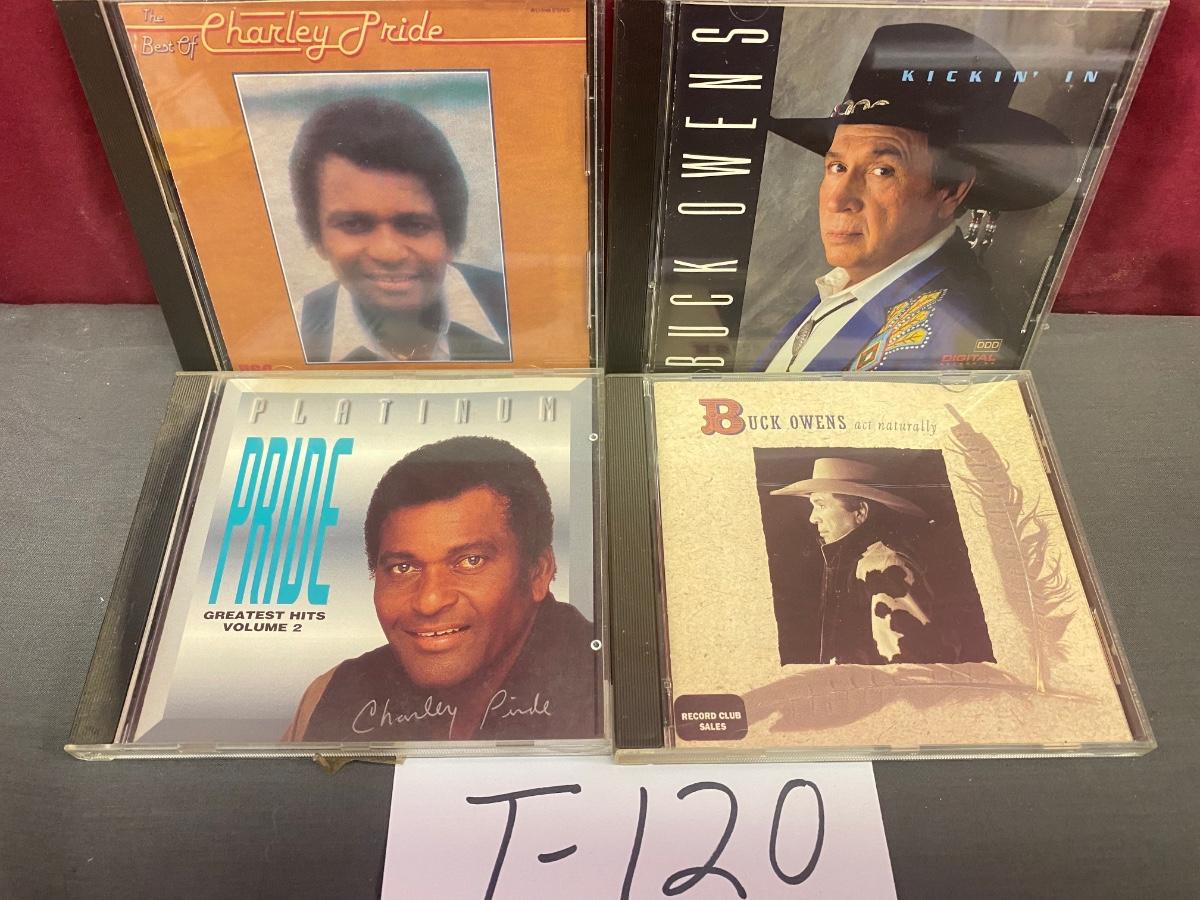 The
Best Of Charley Pride
RCA
BUCK OWENS
KICKIN' IN
DDD
DIGITAL
PLATINUM
PRIDE
GREATEST HITS
VOLUME 2
Charley Pride
BUCK OWENS act naturally
RECORD CLUB
SALES
T-120